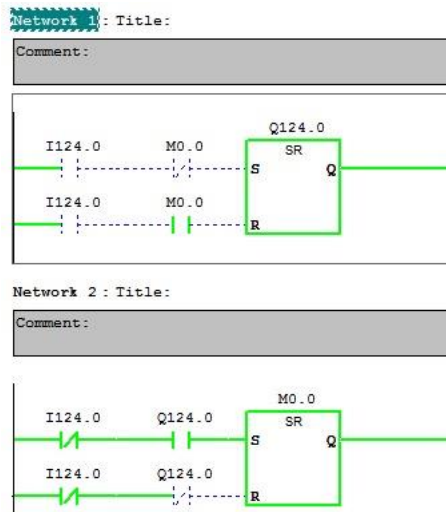 Network 1: Title:
Comment:
Q124.0
I124.0 M0.0 SR
S Q
I124.0 M0.0
R
Network 2 : Title:
Comment:
M0.0
I124.0 Q124.0 SR
S Q
I124.0 Q124.0
R